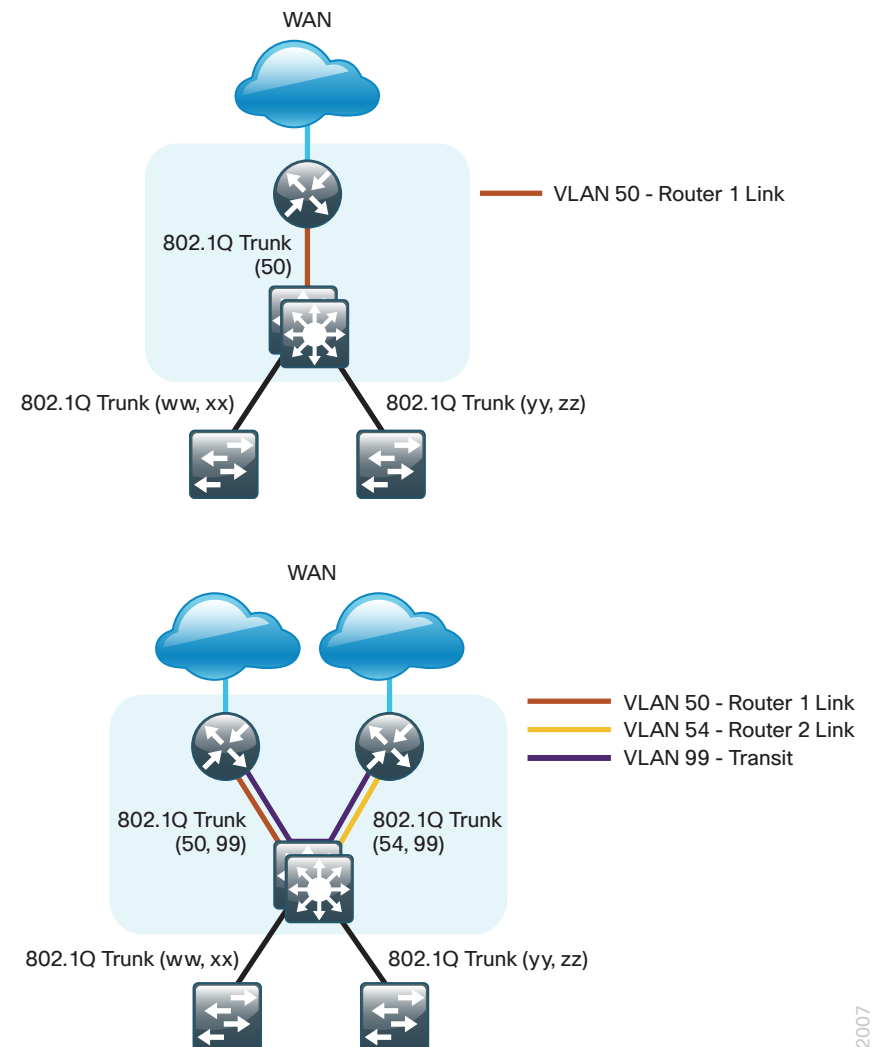 WAN
VLAN 50 - Router 1 Link
802.1Q Trunk
(50)
802.1Q Trunk (ww, xx)
802.1Q Trunk (yy, zz)
WAN
VLAN 50 - Router 1 Link
VLAN 54 - Router 2 Link
VLAN 99 - Transit
802.1Q Trunk
(50, 99)
802.1Q Trunk
(54, 99)
802.1Q Trunk (ww, xx)
802.1Q Trunk (yy, zz)
2007